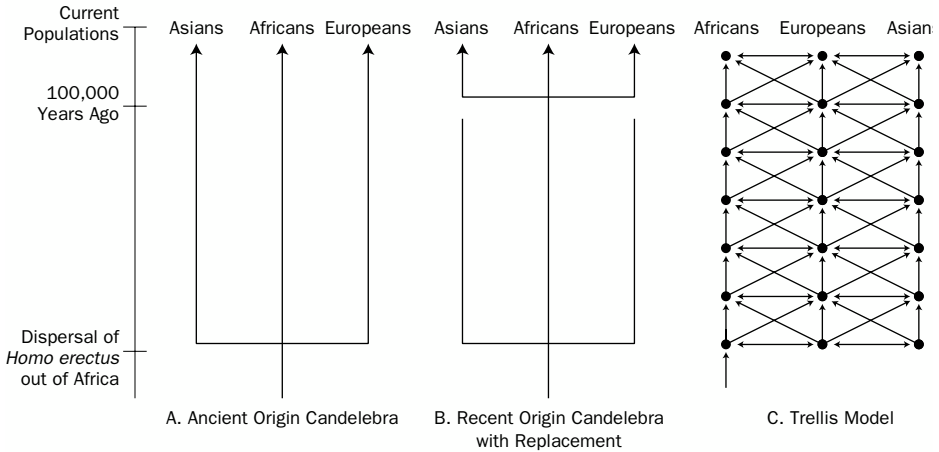 Current
Populations
100,000
Years Ago
Dispersal of
Homo erectus
out of Africa
Asians Africans Europeans
A. Ancient Origin Candelebra
Asians Africans Europeans
B. Recent Origin Candelebra
with Replacement
Africans Europeans Asian
C. Trellis Model